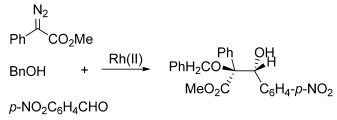 N₂
Ph CO₂Me
BnOH + Rh(II)
p-NO₂C₆H₄CHO
Ph OH
PhH₂CO H
MeO₂C C₆H₄-p-NO₂